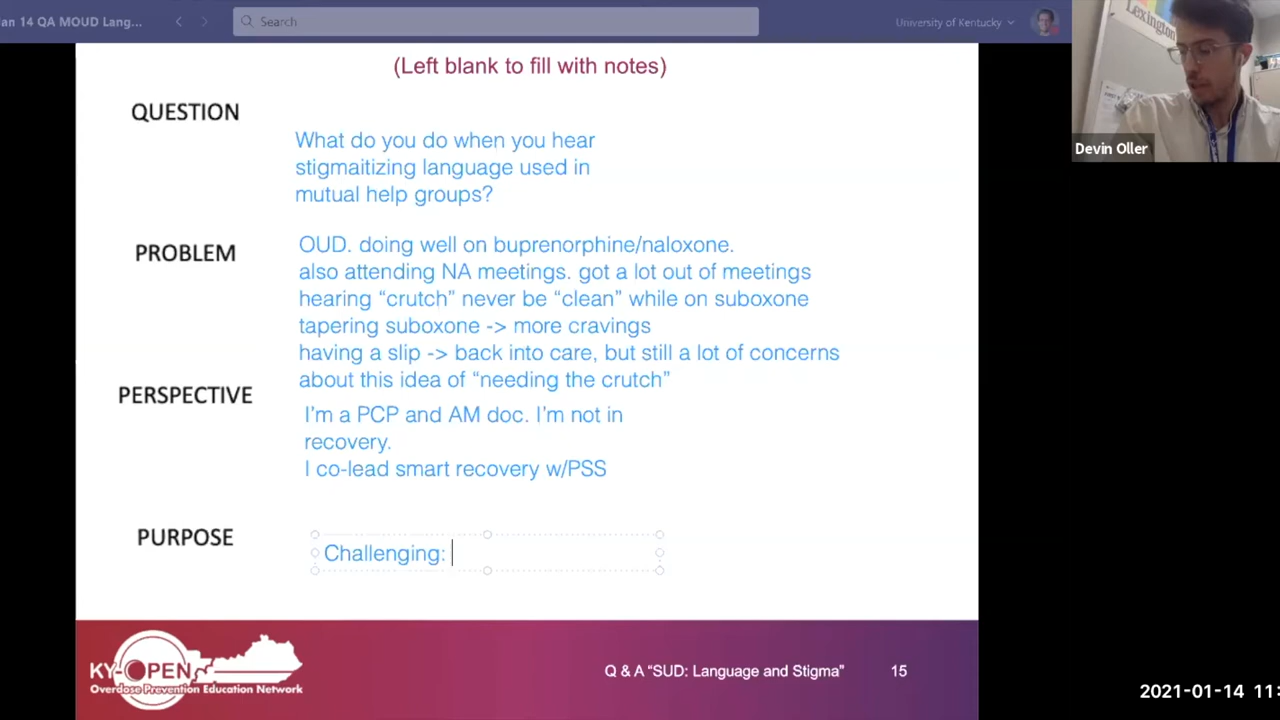 an 14 QA MOUD Lang...
Search
University of Kentucky
Lexington
Devin Oller
(Left blank to fill with notes)
QUESTION
What do you do when you hear
stigmaitizing language used in
mutual help groups?
PROBLEM
OUD. doing well on buprenorphine/naloxone.
also attending NA meetings. got a lot out of meetings
hearing “crutch” never be “clean” while on suboxone
tapering suboxone -> more cravings
having a slip -> back into care, but still a lot of concerns
about this idea of “needing the crutch”
PERSPECTIVE
I’m a PCP and AM doc. I’m not in
recovery.
I co-lead smart recovery w/PSS
PURPOSE
Challenging:
KY-OPEN
Overdose Prevention Education Network
Q & A “SUD: Language and Stigma”
15
2021-01-14 11: